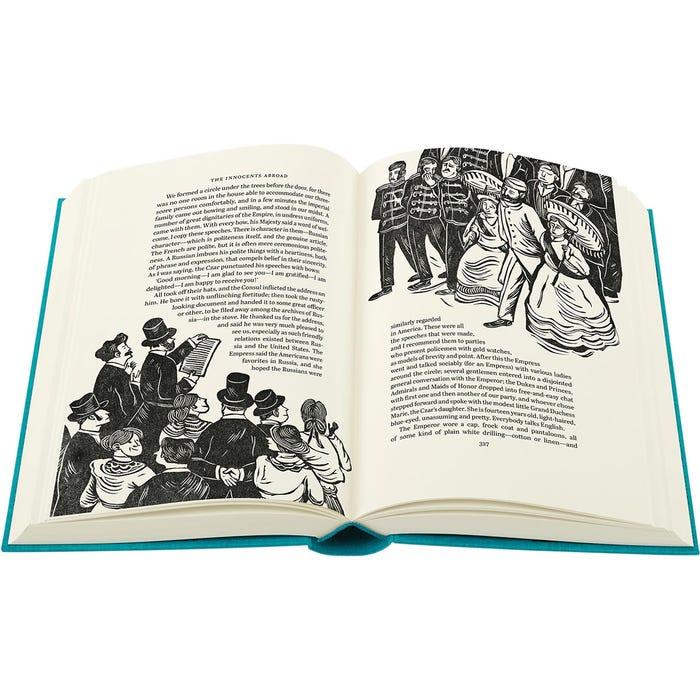 THE INNOCENTS ABROAD
We formed a circle under the trees before the door, for there
was no one room in the house able to accommodate our three-
score persons comfortably, and in a few minutes the imperial
family came out bowing and smiling, and stood in our midst. A
number of great dignitaries of the Empire, in undress uniforms,
came with them. With every bow, his Majesty said a word of wel-
come. I copy these speeches. There is character in them—Russian
character—which is politeness itself, and the genuine article.
The French are polite, but it is often mere ceremonious polite-
ness. A Russian imbues his polite things with a heartiness, both
of phrase and expression, that compels belief in their sincerity.
As I was saying, the Czar punctuated his speeches with bows:
'Good morning—I am glad to see you—I am gratified—I am
delighted—I am happy to receive you!'
All took off their hats, and the Consul inflicted the address on
him. He bore it with unflinching fortitude; then took the rusty-
looking document and handed it to some great officer
or other, to be filed away among the archives of Rus-
sia—in the stove. He thanked us for the address,
and said he was very much pleased to
see us, especially as such friendly
relations existed between Rus-
sia and the United States. The
Empress said the Americans were
favorites in Russia, and she
hoped the Russians were
similarly regarded
in America. These were all
the speeches that were made,
and I recommend them to parties
who present policemen with gold watches,
as models of brevity and point. After this the Empress
went and talked sociably (for an Empress) with various ladies
around the circle; several gentlemen entered into a disjointed
general conversation with the Emperor; the Dukes and Princes,
Admirals and Maids of Honor dropped into free-and-easy chat
with first one and then another of our party, and whoever chose
stepped forward and spoke with the modest little Grand Duchess
Marie, the Czar's daughter. She is fourteen years old, light-haired,
blue-eyed, unassuming and pretty. Everybody talks English.
The Emperor wore a cap, frock coat and pantaloons, all
of some kind of plain white drilling—cotton or linen—and
327